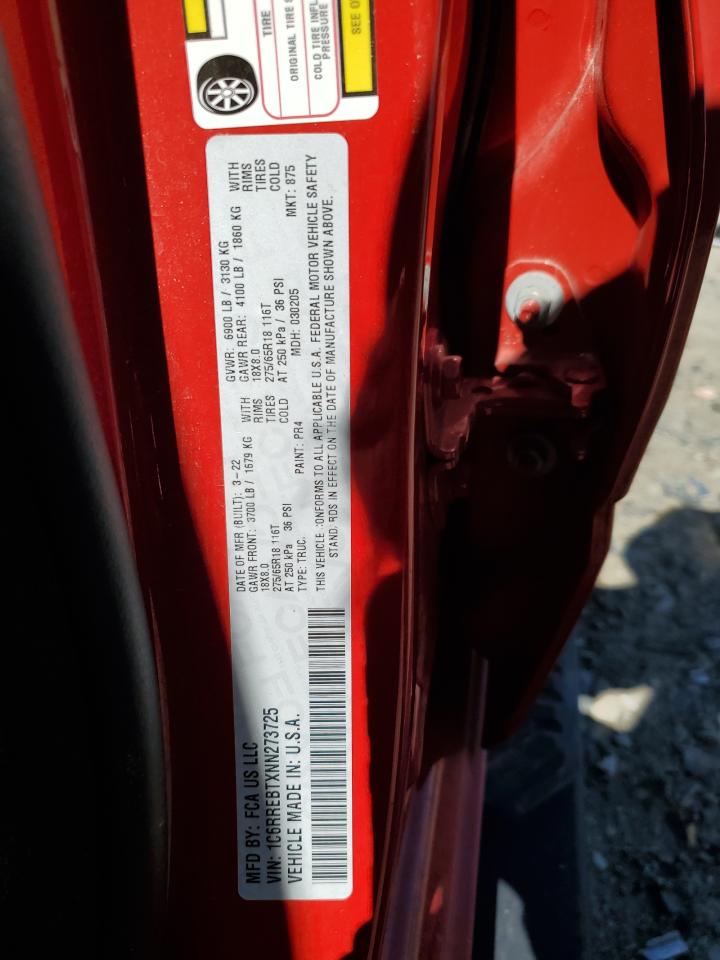 MFD BY: FCA US LLC
VIN: 1C6RREBTXNN273725
VEHICLE MADE IN: U.S.A.
DATE OF MFR (BUILT): 3-22
GAWR FRONT: 3700 LB / 1679 KG WITH
18X8.0 RIMS
275/65R18 116T TIRES
AT 250 kPa 36 PSI COLD
TYPE: TRUC. PAINT: PR4
GVWR: 6900 LB / 3130 KG
GAWR REAR: 4100 LB / 1860 KG WITH
18X8.0 RIMS
275/65R18 116T TIRES
AT 250 kPa / 36 PSI COLD
MDH: 030205 MKT: 875
THIS VEHICLE :ONFORMS TO ALL APPLICABLE U.S.A. FEDERAL MOTOR VEHICLE SAFETY
STAND. RDS IN EFFECT ON THE DATE OF MANUFACTURE SHOWN ABOVE.
TIRE
ORIGINAL TIRE S
COLD TIRE INFL
PRESSURE
SEE O